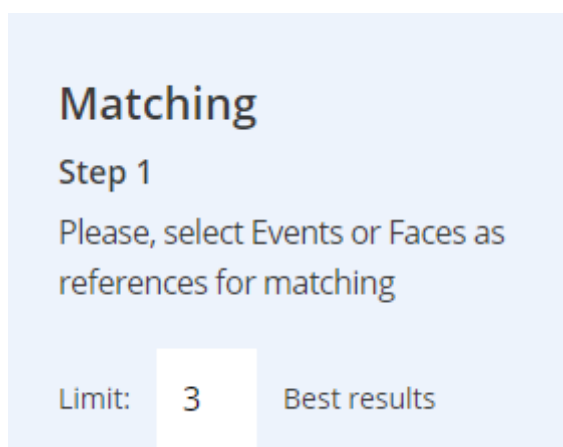 Matching
Step 1
Please, select Events or Faces as
references for matching
Limit: 3 Best results